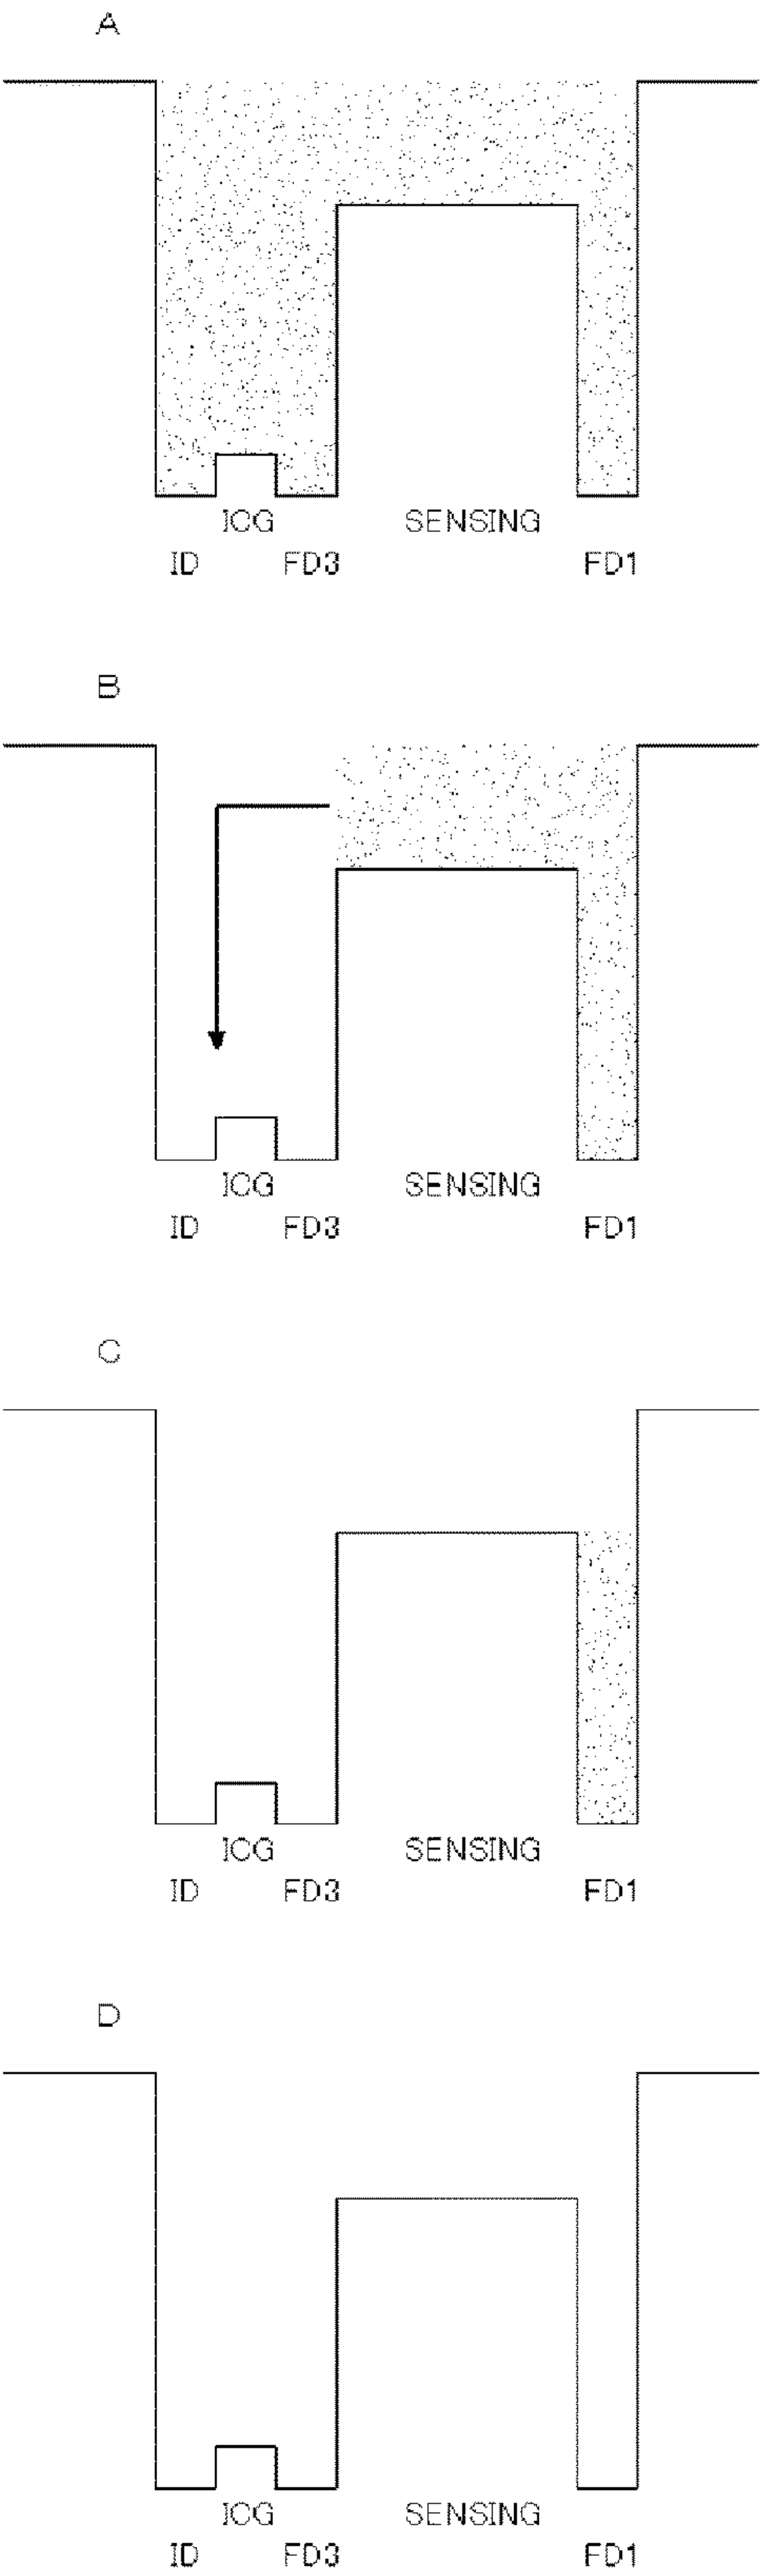 A
ICG SENSING
ID FD3 FD1
B
ICG SENSING
ID FD3 FD1
C
ICG SENSING
ID FD3 FD1
D
ICG SENSING
ID FD3 FD1